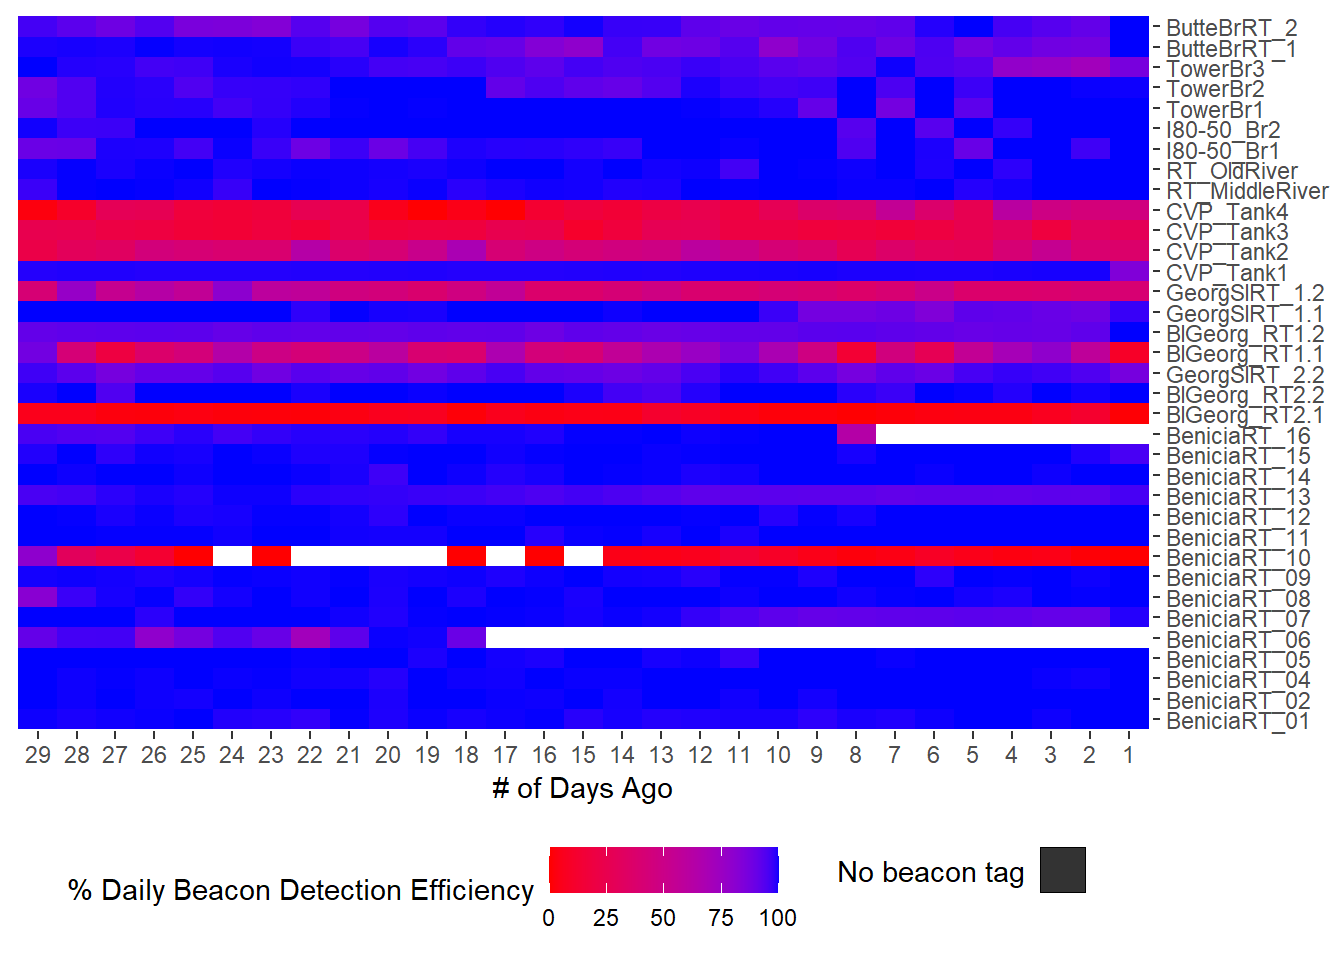 ButteBrRT_2
ButteBrRT_1
TowerBr3
TowerBr2
TowerBr1
I80-50_Br2
I80-50_Br1
RT_OldRiver
RT_MiddleRiver
CVP_Tank4
CVP_Tank3
CVP_Tank2
CVP_Tank1
GeorgSlRT_1.2
GeorgSlRT_1.1
BlGeorg_RT1.2
BlGeorg_RT1.1
GeorgSlRT_2.2
BlGeorg_RT2.2
BlGeorg_RT2.1
BeniciaRT_16
BeniciaRT_15
BeniciaRT_14
BeniciaRT_13
BeniciaRT_12
BeniciaRT_11
BeniciaRT_10
BeniciaRT_09
BeniciaRT_08
BeniciaRT_07
BeniciaRT_06
BeniciaRT_05
BeniciaRT_04
BeniciaRT_02
BeniciaRT_01
29 28 27 26 25 24 23 22 21 20 19 18 17 16 15 14 13 12 11 10 9 8 7 6 5 4 3 2 1
# of Days Ago
% Daily Beacon Detection Efficiency
0 25 50 75 100
No beacon tag